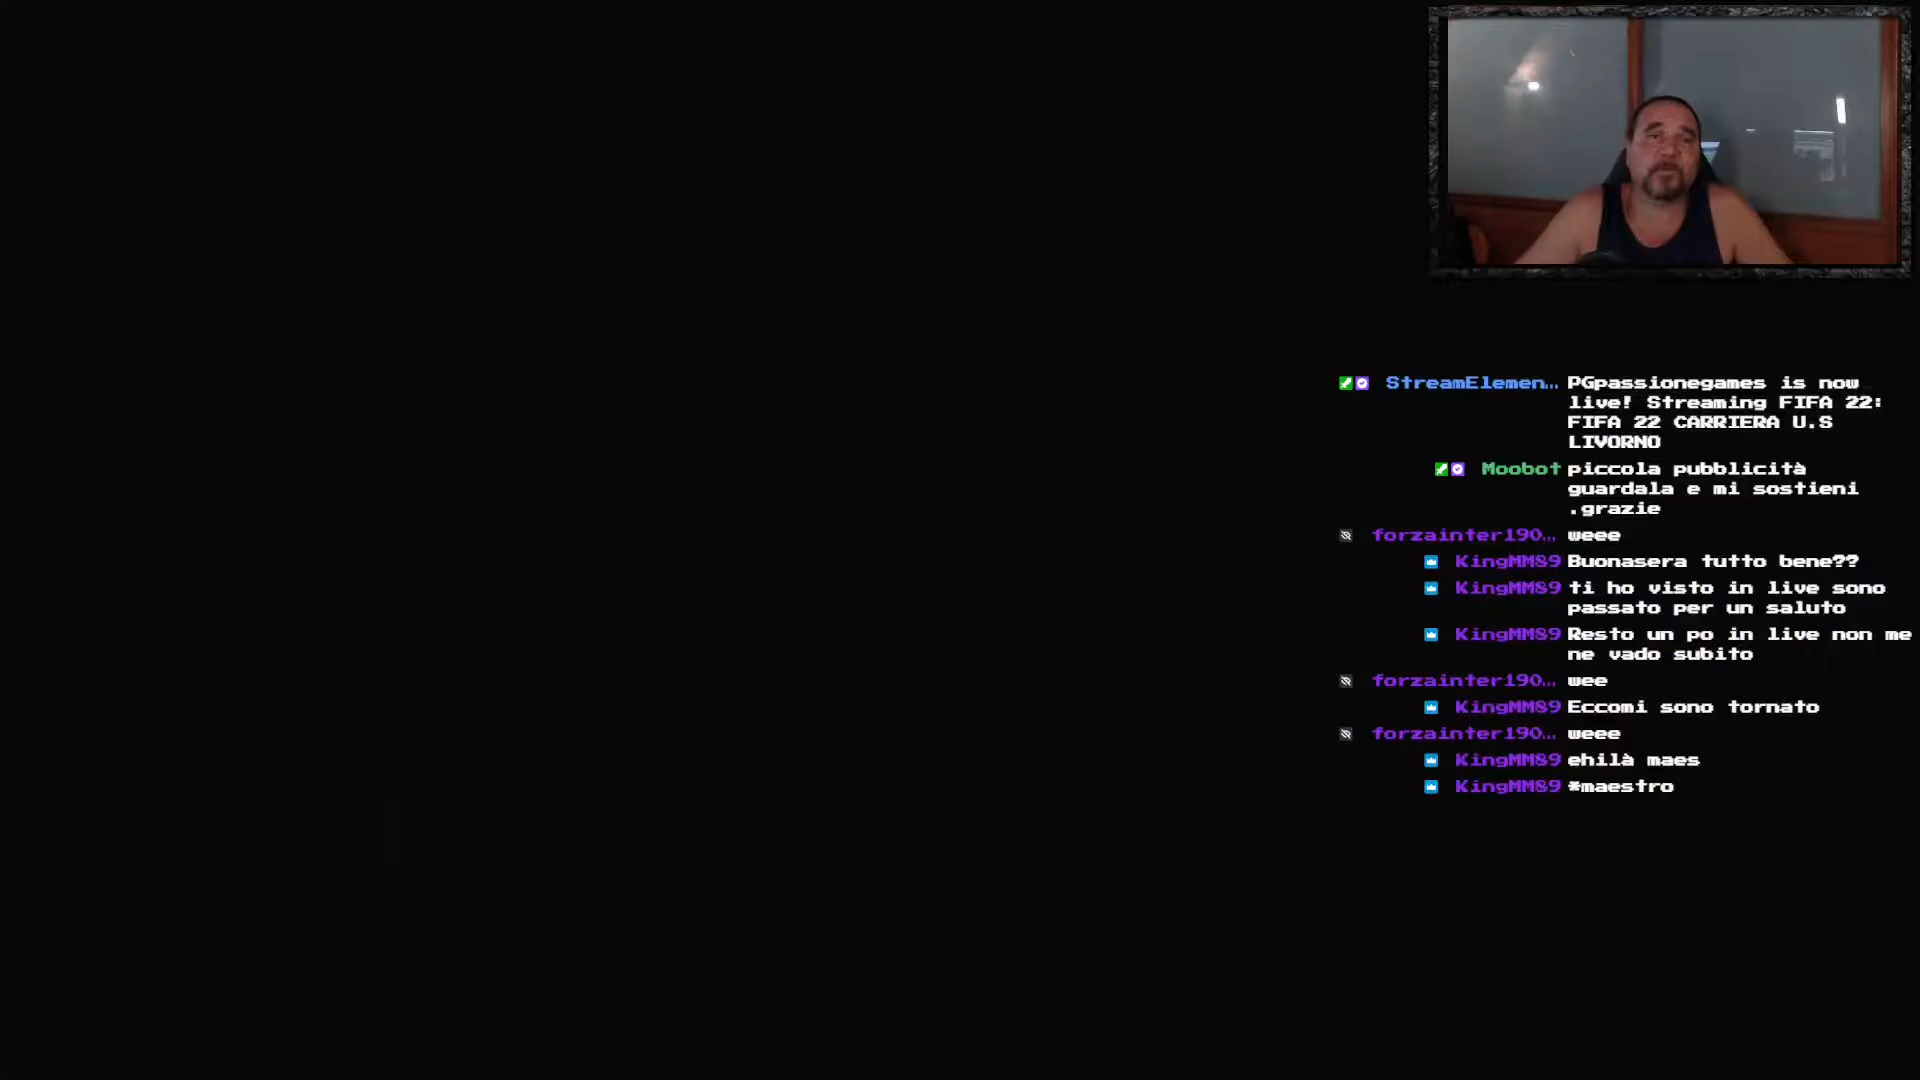 StreamElemen... PGpassionegames is now
live! Streaming FIFA 22:
FIFA 22 CARRIERA U.S
LIVORNO
Moobot piccola pubblicità
guardala e mi sostieni
.grazie
forzainter190... weee
KingMM89 Buonasera tutto bene??
KingMM89 ti ho visto in live sono
passato per un saluto
KingMM89 Resto un po in live non me
ne vado subito
forzainter190... wee
KingMM89 Eccomi sono tornato
forzainter190... weee
KingMM89 ehilà maes
KingMM89 *maestro